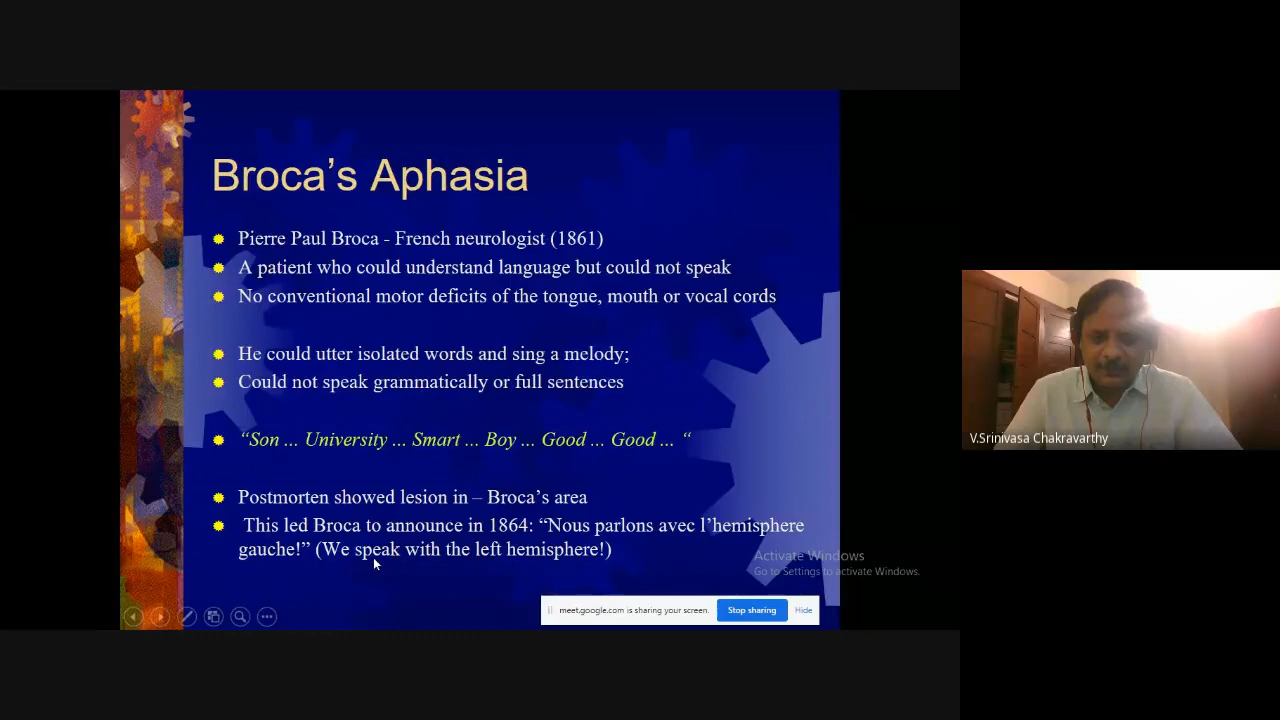 Broca’s Aphasia
Pierre Paul Broca - French neurologist (1861)
A patient who could understand language but could not speak
No conventional motor deficits of the tongue, mouth or vocal cords
He could utter isolated words and sing a melody;
Could not speak grammatically or full sentences
“Son ... University ... Smart ... Boy ... Good ... Good ... “
Postmorten showed lesion in – Broca’s area
This led Broca to announce in 1864: “Nous parlons avec l’hemisphere
gauche!” (We speak with the left hemisphere!)
Activate Windows
Go to Settings to activate Windows.
meet.google.com is sharing your screen. Stop sharing Hide
V.Srinivasa Chakravarthy